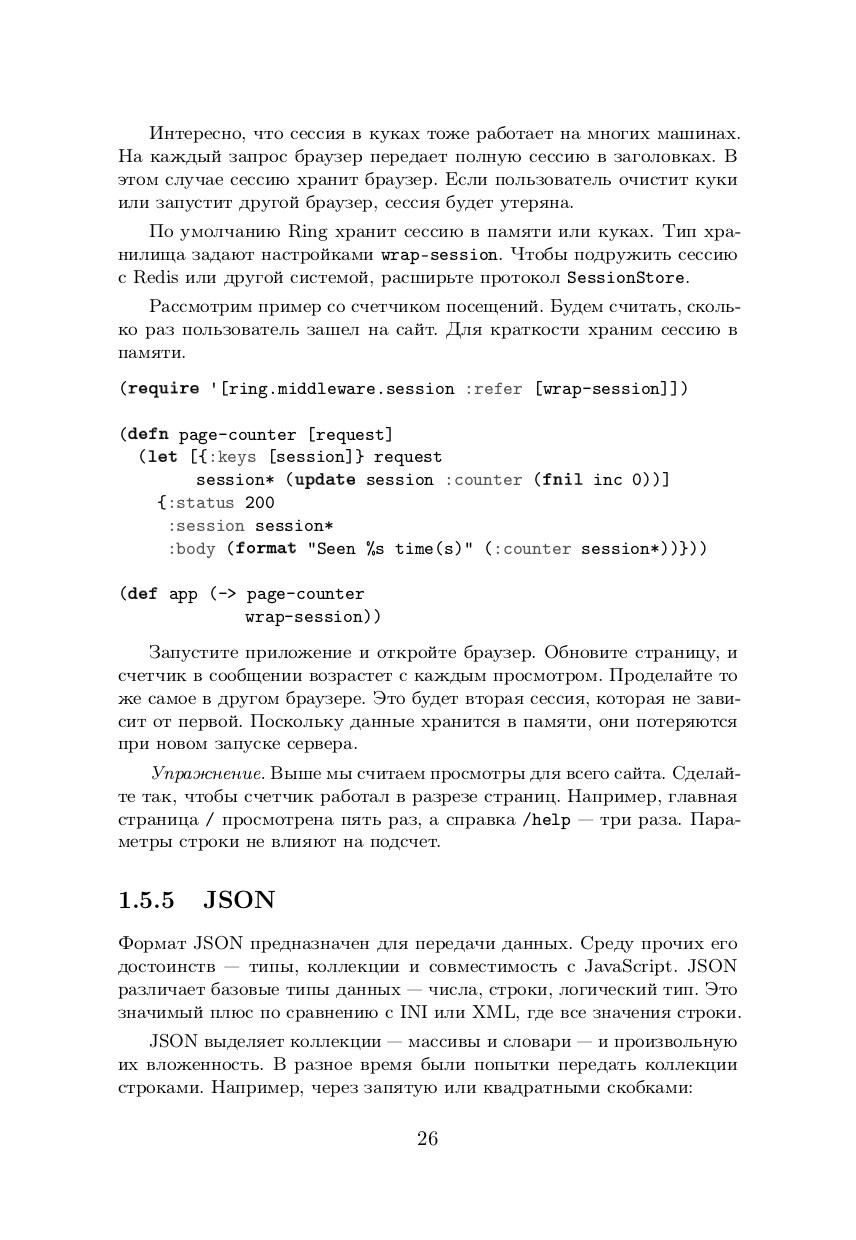 Интересно, что сессия в куках тоже работает на многих машинах.
На каждый запрос браузер передает полную сессию в заголовках. В
этом случае сессию хранит браузер. Если пользователь очистит куки
или запустит другой браузер, сессия будет утеряна.
По умолчанию Ring хранит сессию в памяти или куках. Тип хра-
нилища задают настройками wrap-session. Чтобы подружить сессию
с Redis или другой системой, расширьте протокол SessionStore.
Рассмотрим пример со счетчиком посещений. Будем считать, сколь-
ко раз пользователь зашел на сайт. Для краткости храним сессию в
памяти.
(require '[ring.middleware.session :refer [wrap-session]])
(defn page-counter [request]
  (let [{:keys [session]} request
        session* (update session :counter (fnil inc 0))]
    {:status 200
     :session session*
     :body (format "Seen %s time(s)" (:counter session*))}))
(def app (-> page-counter
             wrap-session))
Запустите приложение и откройте браузер. Обновите страницу, и
счетчик в сообщении возрастет с каждым просмотром. Проделайте то
же самое в другом браузере. Это будет вторая сессия, которая не зави-
сит от первой. Поскольку данные хранится в памяти, они потеряются
при новом запуске сервера.
Упражнение. Выше мы считаем просмотры для всего сайта. Сделай-
те так, чтобы счетчик работал в разрезе страниц. Например, главная
страница / просмотрена пять раз, а справка /help — три раза. Пара-
метры строки не влияют на подсчет.
1.5.5 JSON
Формат JSON предназначен для передачи данных. Среду прочих его
достоинств — типы, коллекции и совместимость с JavaScript. JSON
различает базовые типы данных — числа, строки, логический тип. Это
значимый плюс по сравнению с INI или XML, где все значения строки.
JSON выделяет коллекции — массивы и словари — и произвольную
их вложенность. В разное время были попытки передать коллекции
строками. Например, через запятую или квадратными скобками:
26